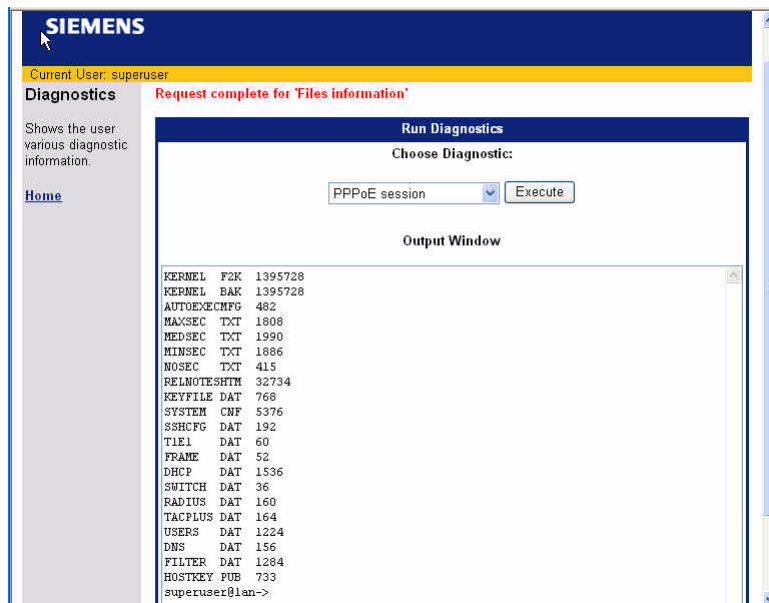 SIEMENS
Current User: superuser
Diagnostics
Shows the user
various diagnostic
information.
Home
Request complete for 'Files information'
Run Diagnostics
Choose Diagnostic:
PPPoE session Execute
Output Window
KERNEL F2K 1395728
KERNEL BAK 1395728
AUTOEXECMFG 482
MAXSEC TXT 1808
MEDSEC TXT 1990
MINSEC TXT 1886
NOSEC TXT 415
RELNOTESHTM 32734
KEYFILE DAT 768
SYSTEM CNF 5376
SSHCFG DAT 192
T1E1 DAT 60
FRAME DAT 52
DHCP DAT 1536
SWITCH DAT 36
RADIUS DAT 160
TACPLUS DAT 164
USERS DAT 1224
DNS DAT 156
FILTER DAT 1284
HOSTKEY PUB 733
superuser@lan->